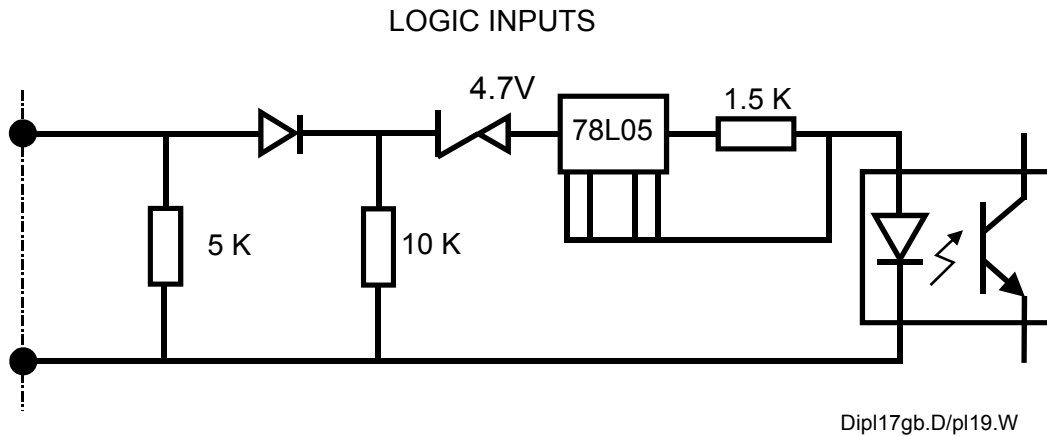 LOGIC INPUTS
4.7V
78L05
1.5 K
5 K
10 K
Dipl17gb.D/pl19.W